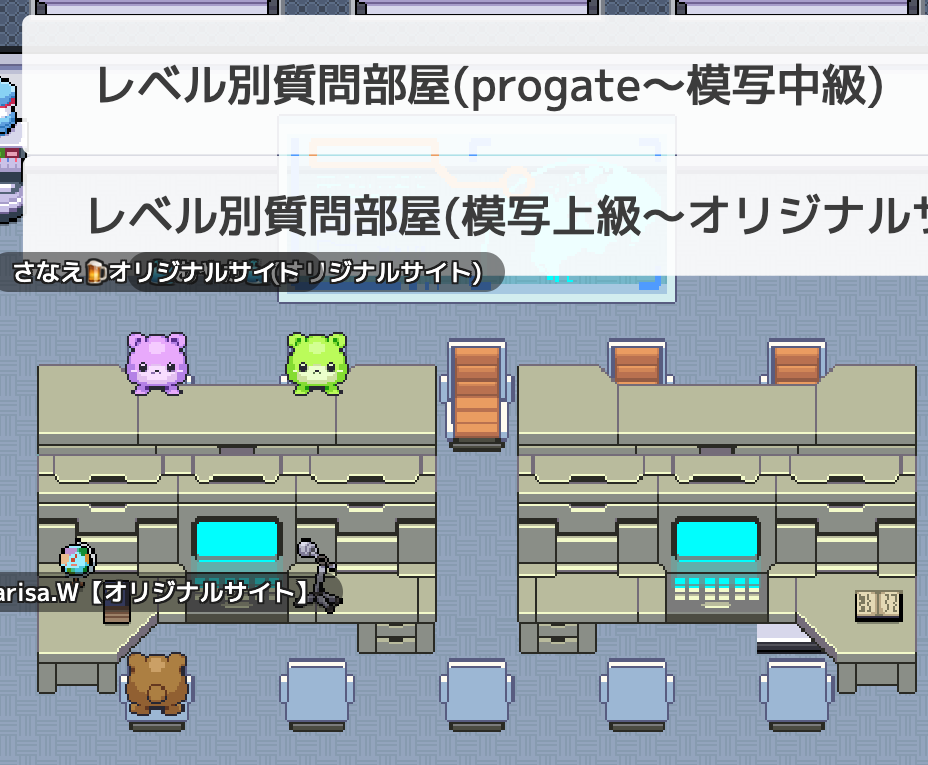 レベル別質問部屋(progate〜模写中級)
レベル別質問部屋(模写上級〜オリジナルサ
さなえ🍺オリジナルサイト
オリジナルサイト)
arisa.W【オリジナルサイト】